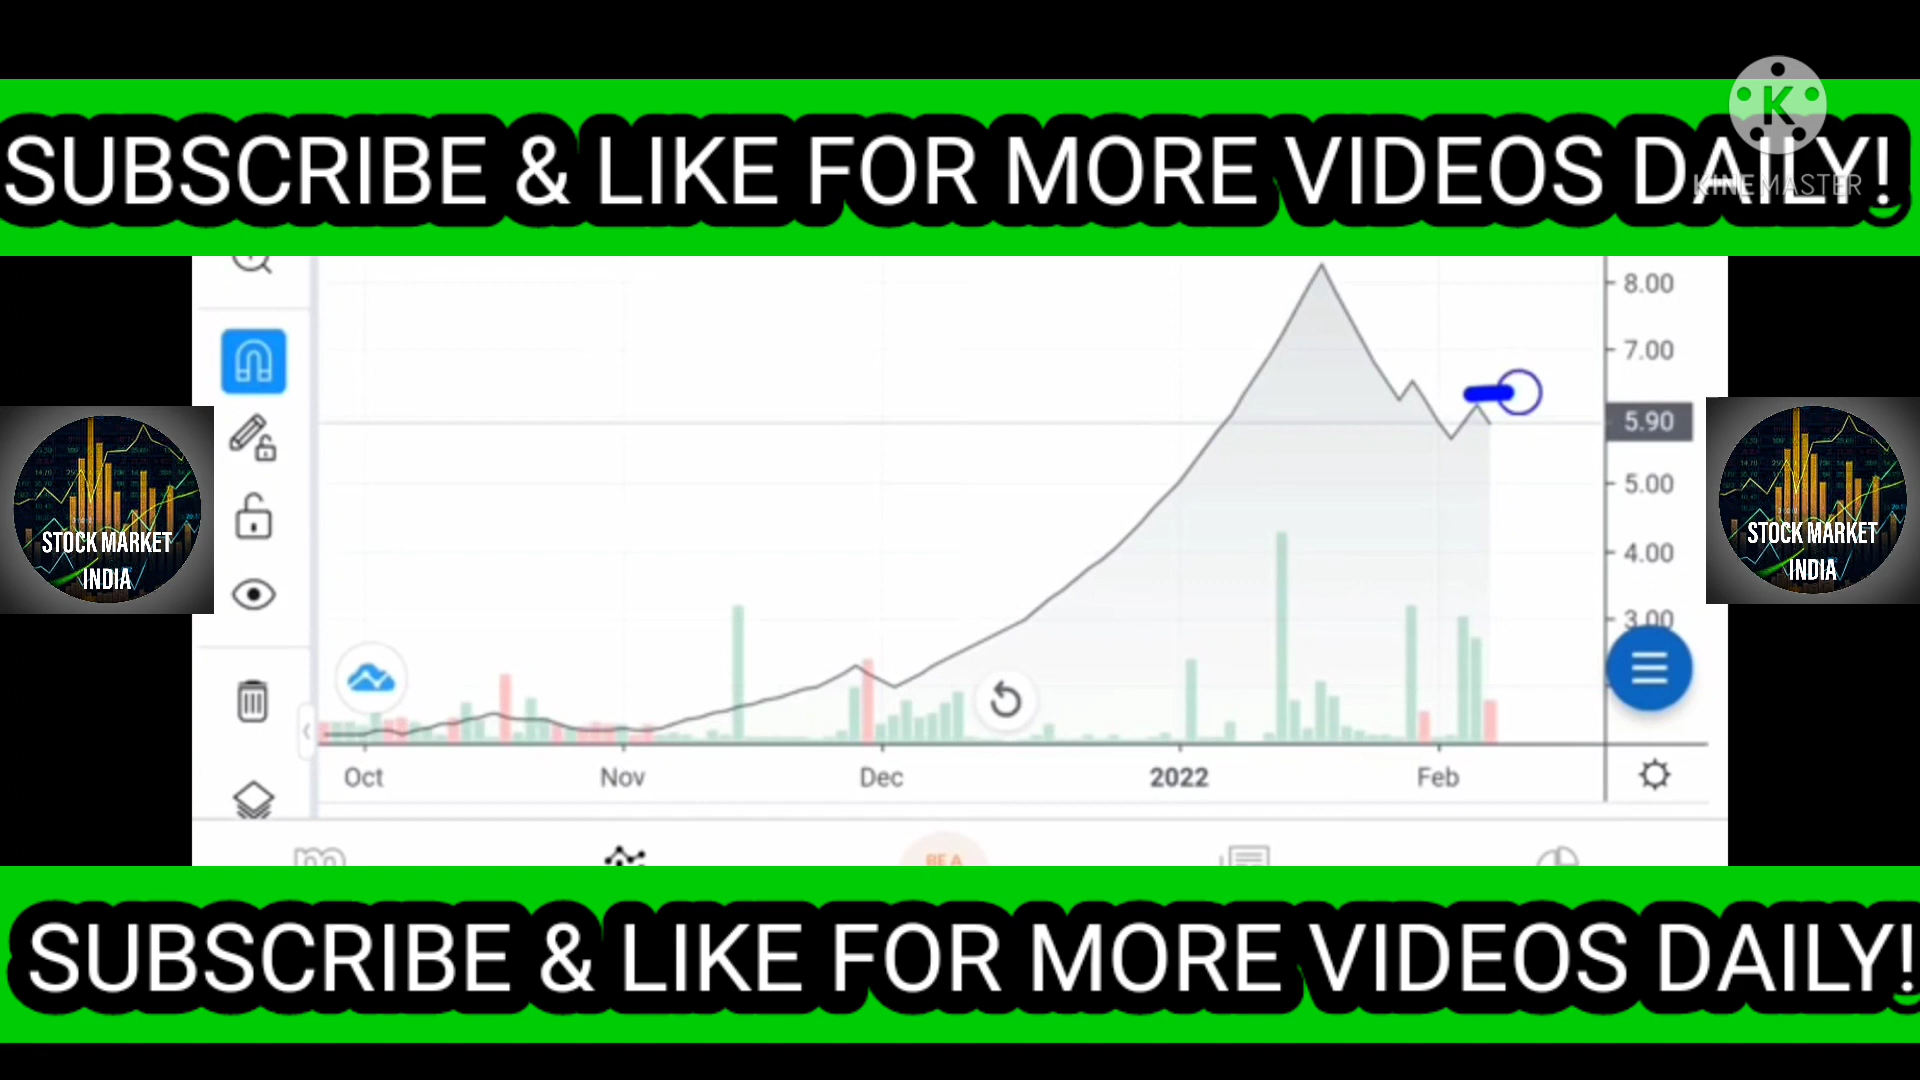 SUBSCRIBE & LIKE FOR MORE VIDEOS DAILY!
K
KINEMASTER
8.00
7.00
5.90
5.00
4.00
3.00
STOCK MARKET
INDIA
STOCK MARKET
INDIA
Oct Nov Dec 2022 Feb
m
BE A
SUBSCRIBE & LIKE FOR MORE VIDEOS DAILY!